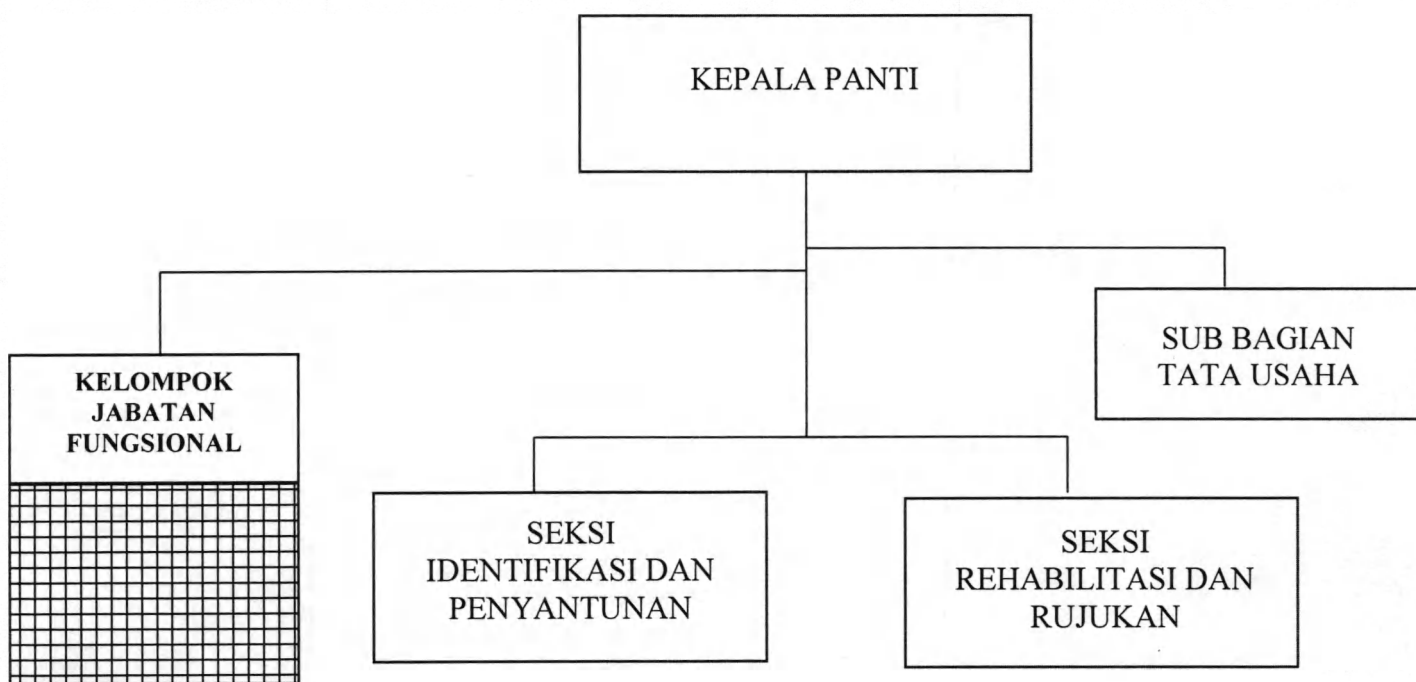 KEPALA PANTI
SUB BAGIAN
TATA USAHA
KELOMPOK
JABATAN
FUNGSIONAL
SEKSI
IDENTIFIKASI DAN
PENYANTUNAN
SEKSI
REHABILITASI DAN
RUJUKAN